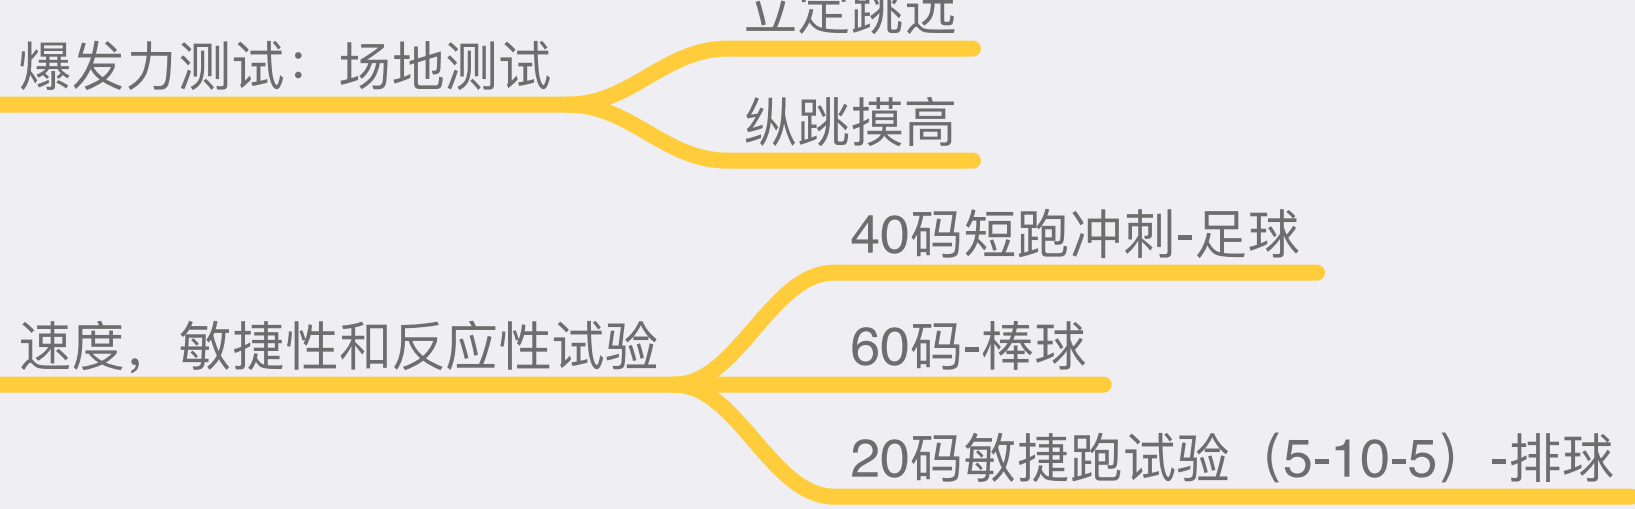 立定跳远
爆发力测试：场地测试
纵跳摸高
40码短跑冲刺-足球
速度，敏捷性和反应性试验
60码-棒球
20码敏捷跑试验（5-10-5）-排球